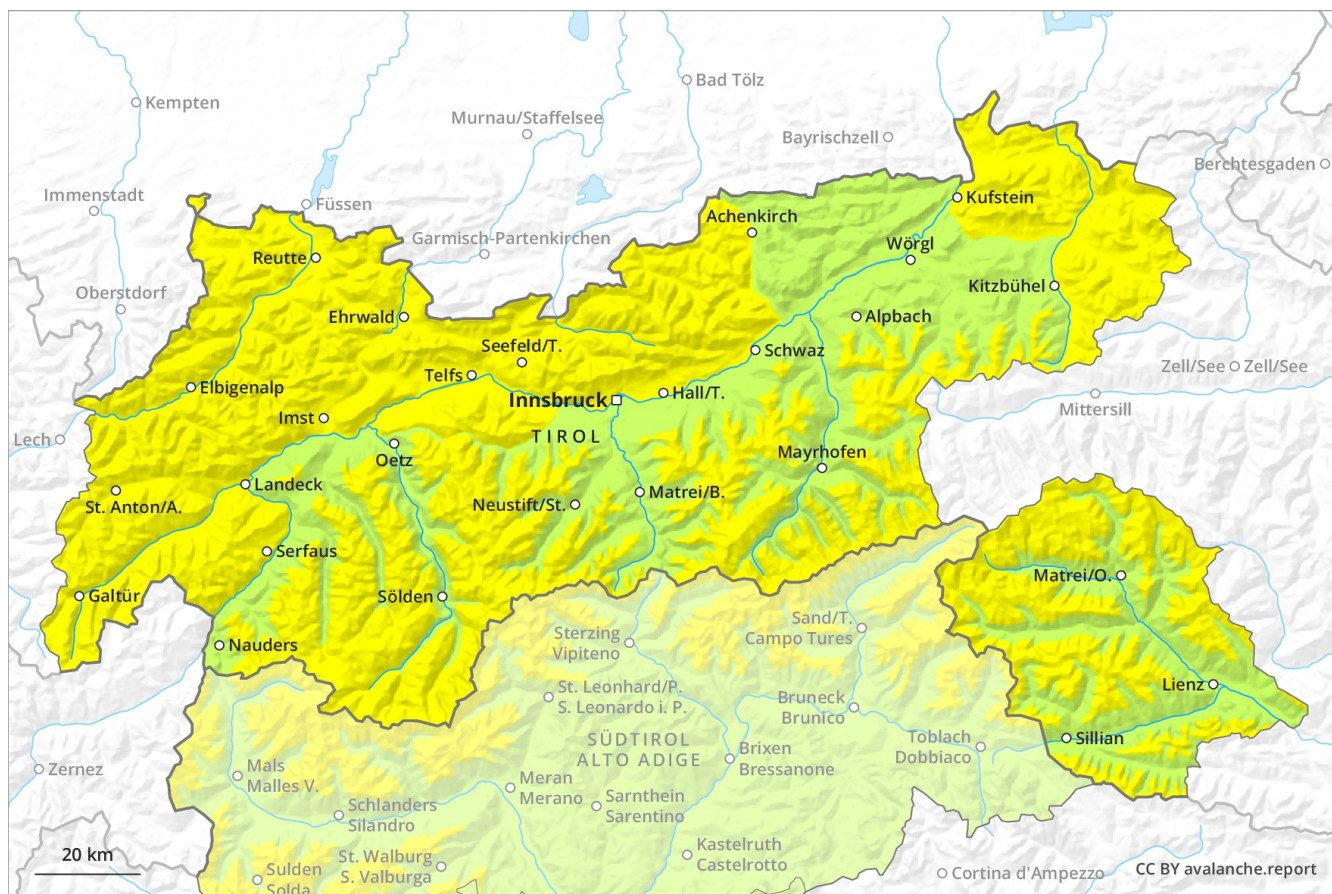 Bad Tölz
Kempten
Murnau/Staffelsee
Bayrischzell
Berchtesgaden
Immenstadt
Füssen
Kufstein
Achenkirch
Garmisch-Partenkirchen
Wörgl
Reutte
Kitzbühel
Oberstdorf
Ehrwald
Alpbach
Seefeld/T.
Schwaz
Telfs
Zell/See
Zell/See
Elbigenalp
Hall/T.
Innsbruck
Mittersill
Imst
Lech
TIROL
Oetz
Mayrhofen
Landeck
Matrei/B.
St. Anton/A.
Neustift/St.
Serfaus
Matrei/O.
Galtür
Sölden
Sand/T.
Campo Tures
Sterzing
Vipiteno
Nauders
Lienz
St. Leonhard/P.
S. Leonardo i. P.
Bruneck
Brunico
SÜDTIROL
ALTO ADIGE
Sillian
Toblach
Dobbiaco
Brixen
Bressanone
Zernez
Mals
Malles V.
Meran
Merano
Sarnthein
Sarentino
Schlanders
Silandro
Kastelruth
Castelrotto
20 km
St. Walburg
S. Valburga
Sulden
Solda
Cortina d'Ampezzo
CC BY avalanche.report